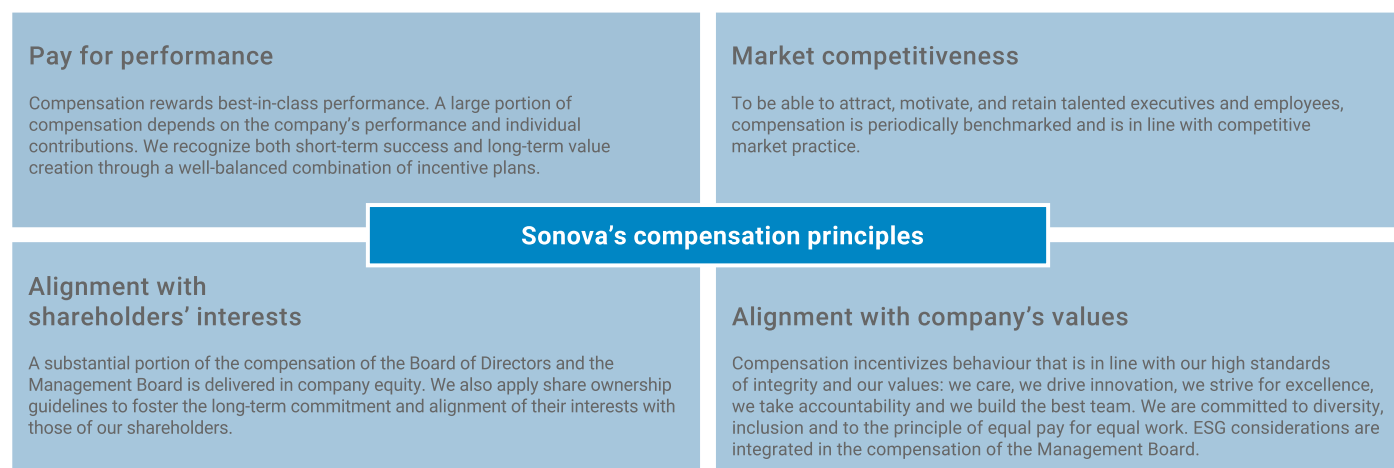 Pay for performance
Compensation rewards best-in-class performance. A large portion of
compensation depends on the company’s performance and individual
contributions. We recognize both short-term success and long-term value
creation through a well-balanced combination of incentive plans.
Market competitiveness
To be able to attract, motivate, and retain talented executives and employees,
compensation is periodically benchmarked and is in line with competitive
market practice.
Sonova’s compensation principles
Alignment with
shareholders’ interests
A substantial portion of the compensation of the Board of Directors and the
Management Board is delivered in company equity. We also apply share ownership
guidelines to foster the long-term commitment and alignment of their interests with
those of our shareholders.
Alignment with company’s values
Compensation incentivizes behaviour that is in line with our high standards
of integrity and our values: we care, we drive innovation, we strive for excellence,
we take accountability and we build the best team. We are committed to diversity,
inclusion and to the principle of equal pay for equal work. ESG considerations are
integrated in the compensation of the Management Board.